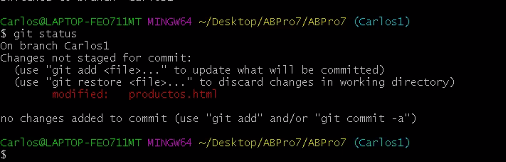 Carlos@LAPTOP-FEO711MT MINGW64 ~/Desktop/ABPro7/ABPro7 (Carlos1)
$ git status
On branch Carlos1
Changes not staged for commit:
  (use "git add <file>..." to update what will be committed)
  (use "git restore <file>..." to discard changes in working directory)
        modified:   productos.html

no changes added to commit (use "git add" and/or "git commit -a")

Carlos@LAPTOP-FEO711MT MINGW64 ~/Desktop/ABPro7/ABPro7 (Carlos1)
$